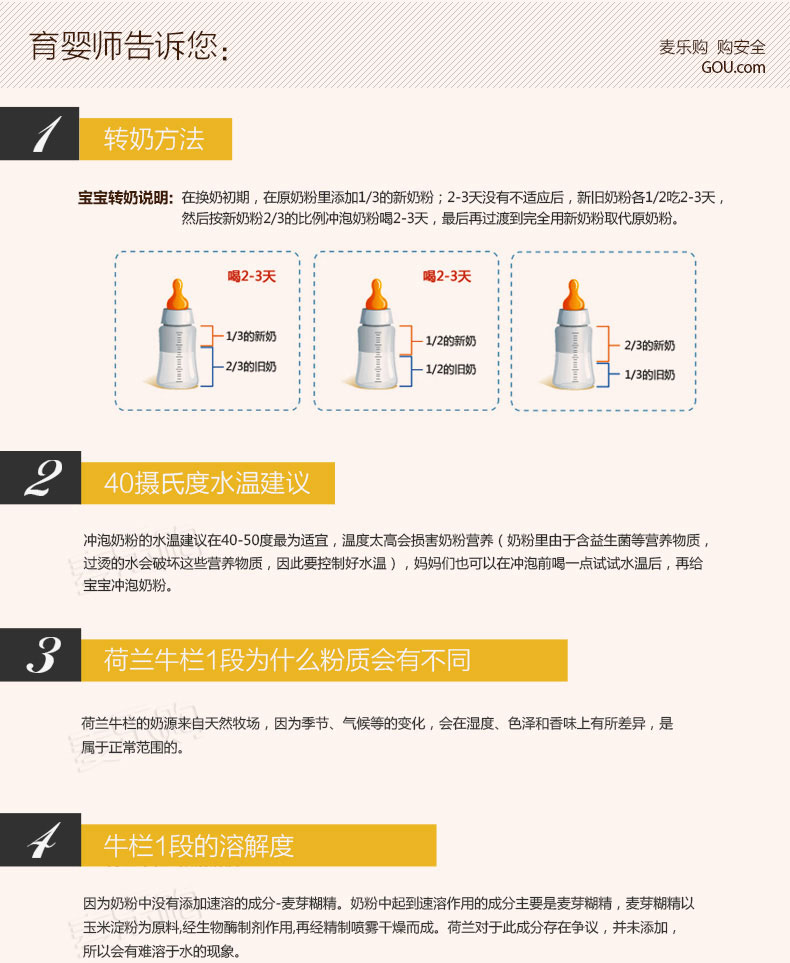 育婴师告诉您：
麦乐购 购安全
GOU.com
1 转奶方法
宝宝转奶说明：在换奶初期，在原奶粉里添加1/3的新奶粉；2-3天没有不适应后，新旧奶粉各1/2吃2-3天，
然后按新奶粉2/3的比例冲泡奶粉喝2-3天，最后再过渡到完全用新奶粉取代原奶粉。
喝2-3天
1/3的新奶
2/3的旧奶
喝2-3天
1/2的新奶
1/2的旧奶
2/3的新奶
1/3的旧奶
2 40摄氏度水温建议
冲泡奶粉的水温建议在40-50度最为适宜，温度太高会损害奶粉营养（奶粉里由于含益生菌等营养物质，
过烫的水会破坏这些营养物质，因此要控制好水温），妈妈们也可以在冲泡前喝一点试试水温后，再给
宝宝冲泡奶粉。
3 荷兰牛栏1段为什么粉质会有不同
荷兰牛栏的奶源来自天然牧场，因为季节、气候等的变化，会在湿度、色泽和香味上有所差异，是
属于正常范围的。
4 牛栏1段的溶解度
因为奶粉中没有添加速溶的成分-麦芽糊精。奶粉中起到速溶作用的成分主要是麦芽糊精，麦芽糊精以
玉米淀粉为原料,经生物酶制剂作用,再经精制喷雾干燥而成。荷兰对于此成分存在争议，并未添加，
所以会有难溶于水的现象。